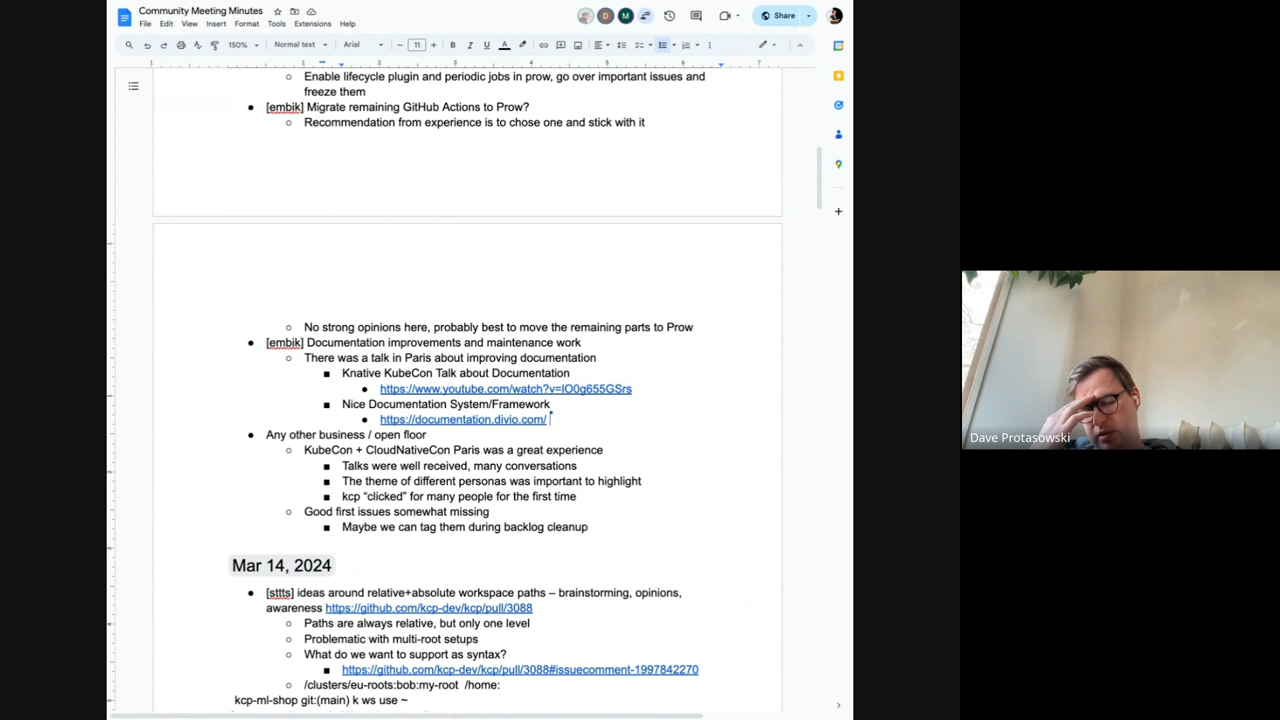 Community Meeting Minutes
File Edit View Insert Format Tools Extensions Help
D M Share
150% Normal text Arial 11 B I U A
1 1 2 3 4 5 6 7
Enable lifecycle plugin and periodic jobs in prow, go over important issues and
freeze them
[embik] Migrate remaining GitHub Actions to Prow?
Recommendation from experience is to chose one and stick with it
No strong opinions here, probably best to move the remaining parts to Prow
[embik] Documentation improvements and maintenance work
There was a talk in Paris about improving documentation
Knative KubeCon Talk about Documentation
https://www.youtube.com/watch?v=lO0g655GSrs
Nice Documentation System/Framework
https://documentation.divio.com/
Any other business / open floor
KubeCon + CloudNativeCon Paris was a great experience
Talks were well received, many conversations
The theme of different personas was important to highlight
kcp “clicked” for many people for the first time
Good first issues somewhat missing
Maybe we can tag them during backlog cleanup
Mar 14, 2024
[sttts] ideas around relative+absolute workspace paths – brainstorming, opinions,
awareness https://github.com/kcp-dev/kcp/pull/3088
Paths are always relative, but only one level
Problematic with multi-root setups
What do we want to support as syntax?
https://github.com/kcp-dev/kcp/pull/3088#issuecomment-1997842270
/clusters/eu-roots:bob:my-root /home:
kcp-ml-shop git:(main) k ws use ~
Dave Protasowski